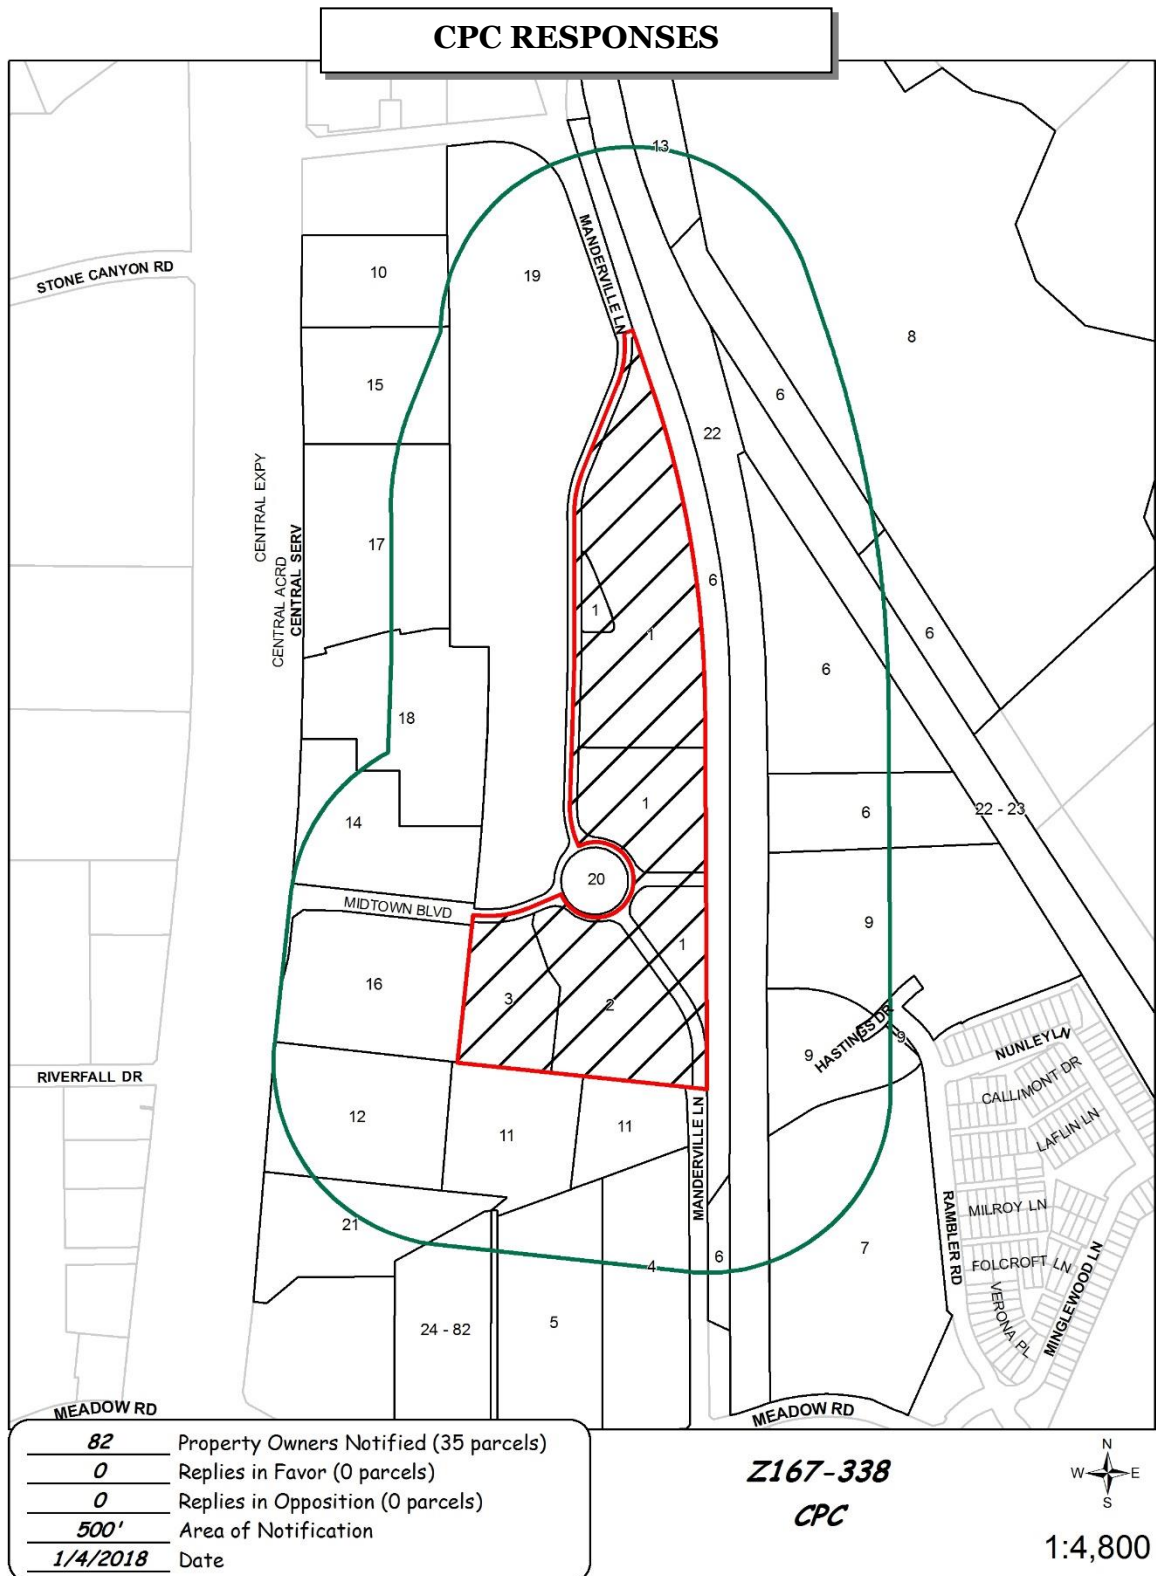 CPC RESPONSES
13
MANDERVILLE LN
STONE CANYON RD
10
19
8
15
6
22
CENTRAL EXPY
CENTRAL ACRD
CENTRAL SERV
17
6
1
1
6
6
18
1
6
22 - 23
14
20
MIDTOWN BLVD
9
1
16
3
2
HASTINGS DR
9
9
NUNLEY LN
RIVERFALL DR
CALLIMONT DR
12
11
11
LAFLIN LN
MANDERVILLE LN
MILROY LN
RAMBLER RD
21
7
4
6
FOLCROFT LN
VERONA PL
MINGLEWOOD LN
24 - 82
5
MEADOW RD
MEADOW RD
82 Property Owners Notified (35 parcels)
0 Replies in Favor (0 parcels)
0 Replies in Opposition (0 parcels)
500' Area of Notification
1/4/2018 Date
Z167-338
CPC
N
W E
S
1:4,800